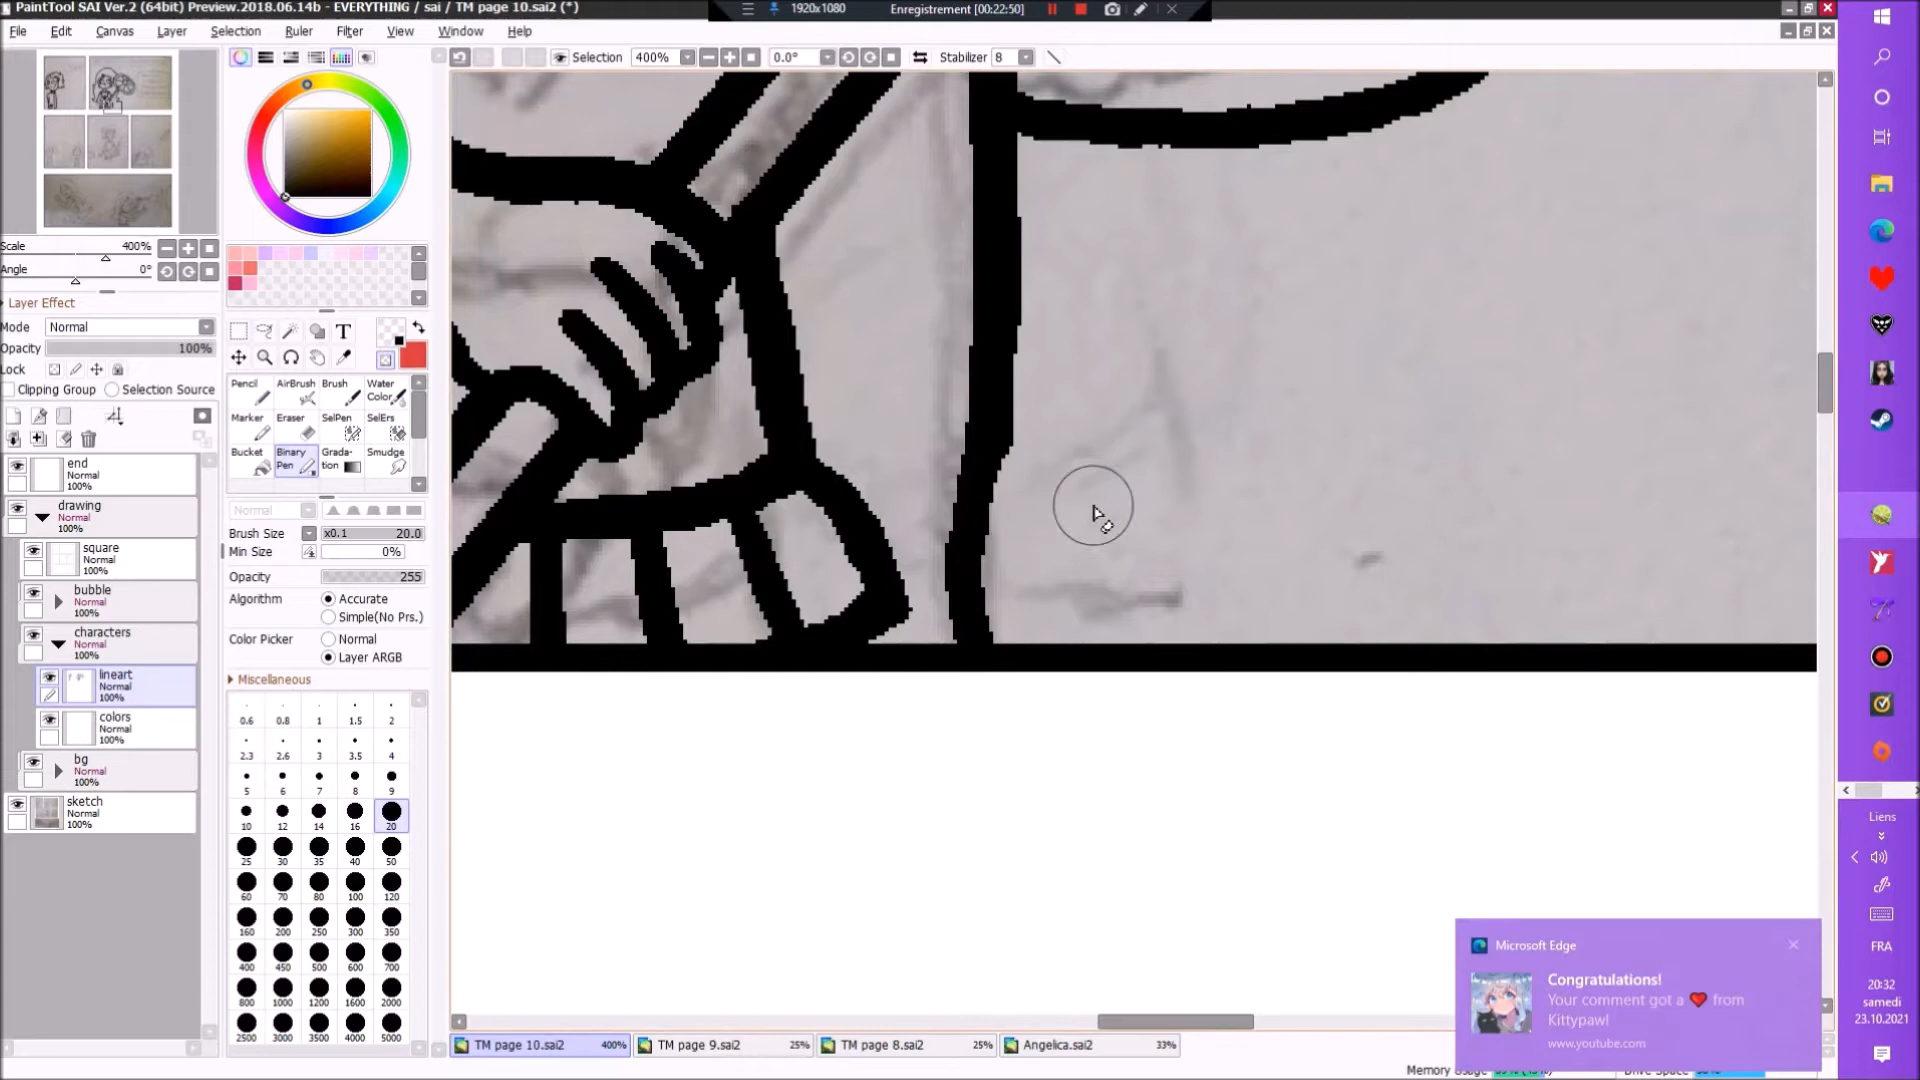 PaintTool SAI Ver.2 (64bit) Preview.2018.06.14b - EVERYTHING / sai / TM page 10.sai2 (*)
1920x1080
Enregistrement [00:22:50]
File Edit Canvas Layer Selection Ruler Filter View Window Help
Selection 400% 0.0° Stabilizer 8
Scale 400%
Angle 0°
Layer Effect
Mode Normal
Opacity 100%
Lock
Clipping Group Selection Source
end
Normal
100%
drawing
Normal
100%
square
Normal
100%
bubble
Normal
100%
characters
Normal
100%
lineart
Normal
100%
colors
Normal
100%
bg
Normal
100%
sketch
Normal
100%
T
Pencil AirBrush Brush Water Color
Marker Eraser SelPen SelErs
Bucket Binary Pen Grada-tion Smudge
Normal
Brush Size x0.1 20.0
Min Size 0%
Opacity 255
Algorithm Accurate
Simple(No Prs.)
Color Picker Normal
Layer ARGB
Miscellaneous
0.6 0.8 1 1.5 2
2.3 2.6 3 3.5 4
5 6 7 8 9
10 12 14 16 20
25 30 35 40 50
60 70 80 100 120
160 200 250 300 350
400 450 500 600 700
800 1000 1200 1600 2000
2500 3000 3500 4000 5000
TM page 10.sai2 400% TM page 9.sai2 25% TM page 8.sai2 25% Angelica.sai2 33%
Microsoft Edge
Congratulations!
Your comment got a ❤ from
Kittypaw!
www.youtube.com
Memory
Liens
FRA
20:32
samedi
23.10.2021